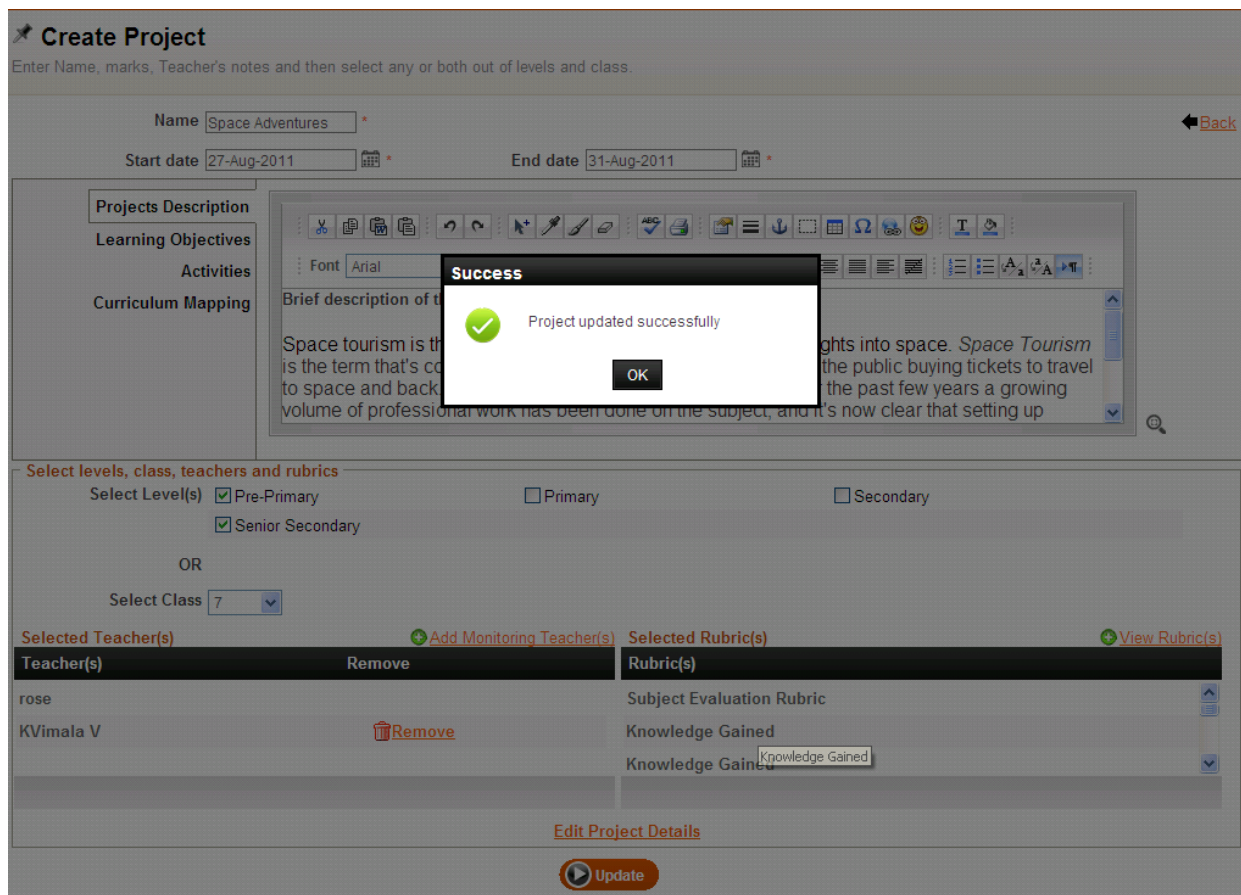 Create Project
Enter Name, marks, Teacher's notes and then select any or both out of levels and class.
Name Space Adventures *
Back
Start date 27-Aug-2011 * End date 31-Aug-2011 *
Projects Description
Learning Objectives
Activities
Curriculum Mapping
ABC
Font Arial
Brief description of
Space tourism is ghts into space. Space Tourism
is the term that's the public buying tickets to travel
to space and back the past few years a growing
volume of professional work has been done on the subject, and it's now clear that setting up
Success
Project updated successfully
OK
Select levels, class, teachers and rubrics
Select Level(s) Pre-Primary Primary Secondary
Senior Secondary
OR
Select Class 7
Selected Teacher(s) Add Monitoring Teacher(s) Selected Rubric(s) View Rubric(s)
Teacher(s) Remove Rubric(s)
rose Subject Evaluation Rubric
KVimala V Remove Knowledge Gained
Knowledge Gained
Knowledge Gained
Edit Project Details
Update